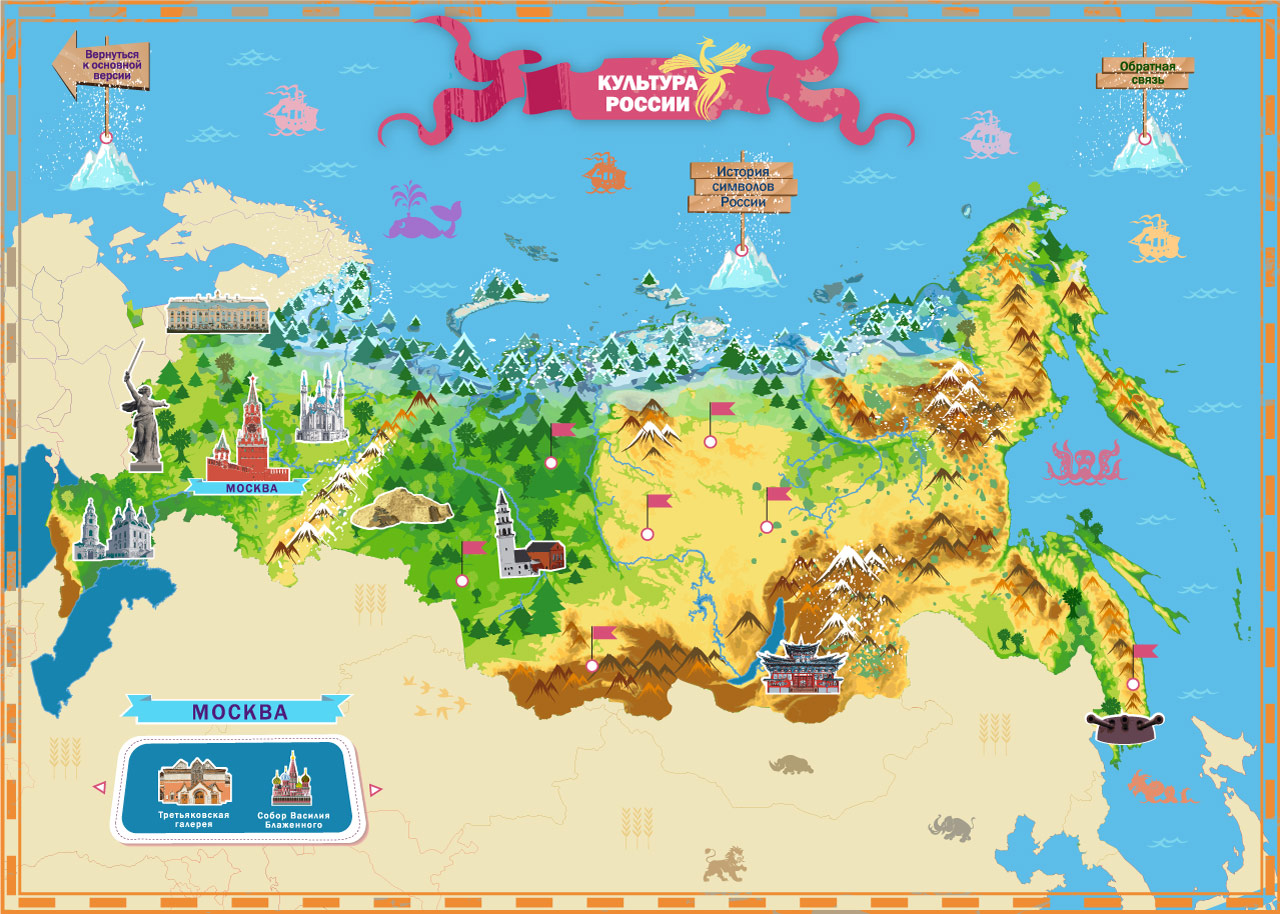 Вернуться
к основной
версии
КУЛЬТУРА
РОССИИ
Обратная
связь
История
символов
России
МОСКВА
МОСКВА
Третьяковская
галерея
Собор Василия
Блаженного